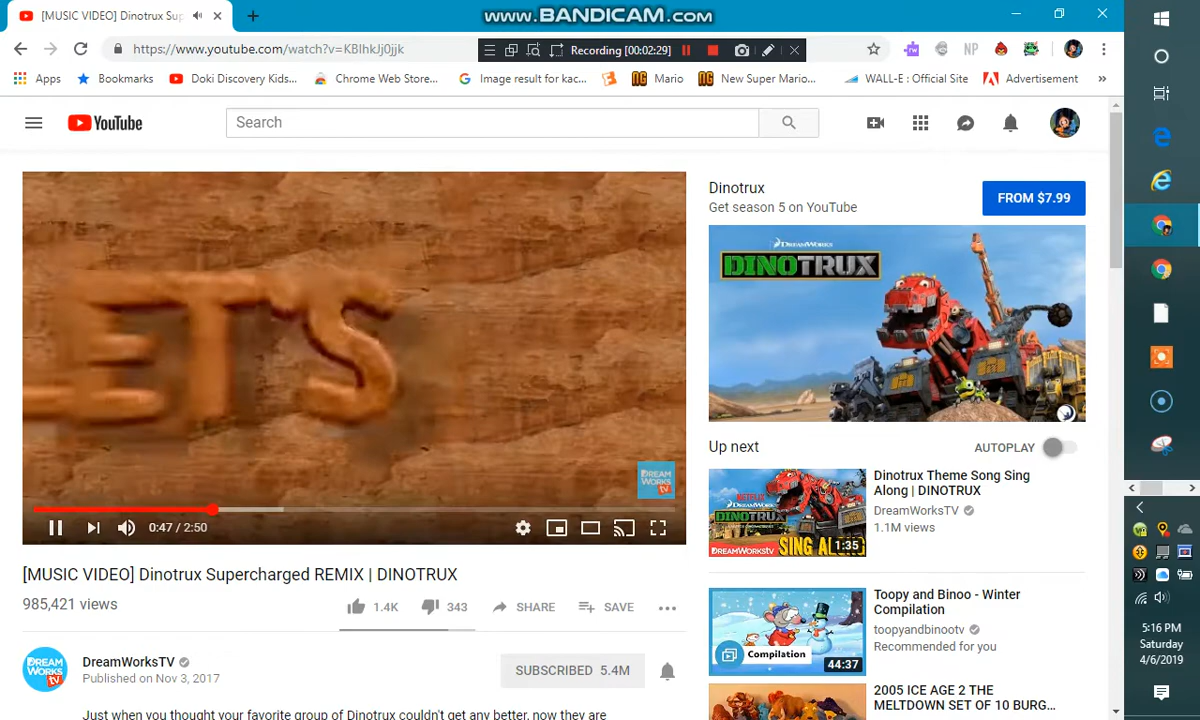 www.BANDICAM.com
[MUSIC VIDEO] Dinotrux Sup
https://www.youtube.com/watch?v=KBIhkJj0jjk
Recording [00:02:29]
NP
Apps
Bookmarks
Doki Discovery Kids...
Chrome Web Store...
Image result for kac...
Mario
New Super Mario...
WALL-E : Official Site
Advertisement
YouTube
Search
Dinotrux
Get season 5 on YouTube
FROM $7.99
DREAMWORKS
DINOTRUX
ET'S
DREAM
WORKS
tv
0:47 / 2:50
Up next
AUTOPLAY
NETFLIX
DINOTRUX
DREAMWORKStv
SING AL
1:35
Dinotrux Theme Song Sing
Along | DINOTRUX
DreamWorksTV
1.1M views
[MUSIC VIDEO] Dinotrux Supercharged REMIX | DINOTRUX
985,421 views
1.4K
343
SHARE
SAVE
Compilation
44:37
Toopy and Binoo - Winter
Compilation
toopyandbinootv
Recommended for you
DREAM
WORKS
tv
DreamWorksTV
Published on Nov 3, 2017
SUBSCRIBED 5.4M
2005 ICE AGE 2 THE
MELTDOWN SET OF 10 BURG...
Just when you thought your favorite group of Dinotrux couldn't get any better, now they are
5:16 PM
Saturday
4/6/2019